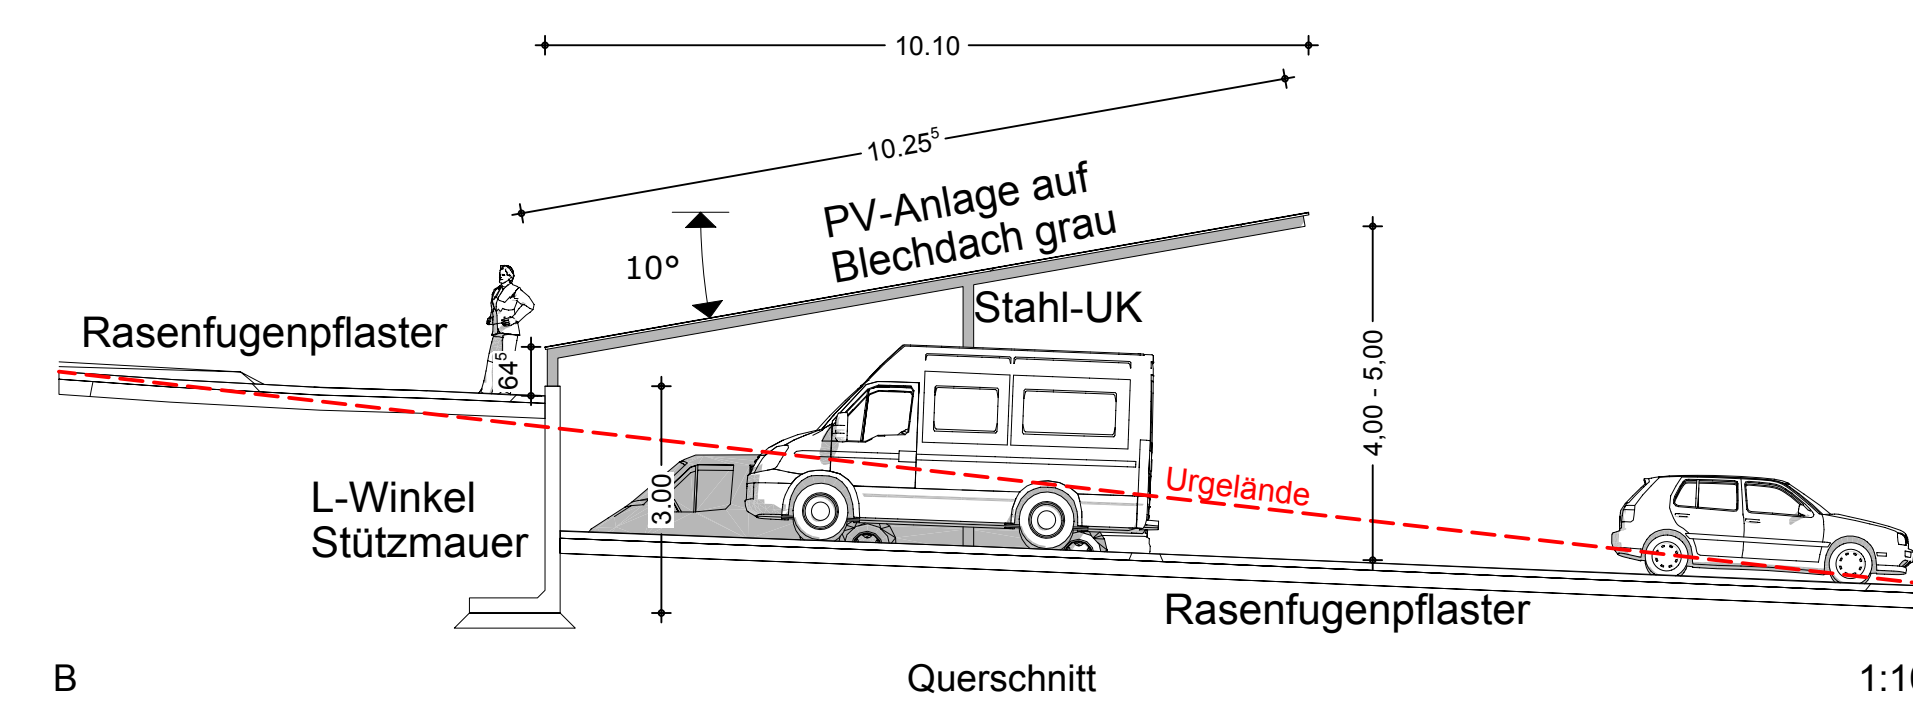 10.10
10.25⁵
PV-Anlage auf
Blechdach grau
10°
Stahl-UK
Rasenfugenpflaster
64⁵
4,00 - 5,00
3.00
L-Winkel
Stützmauer
Urgelände
Rasenfugenpflaster
B
Querschnitt